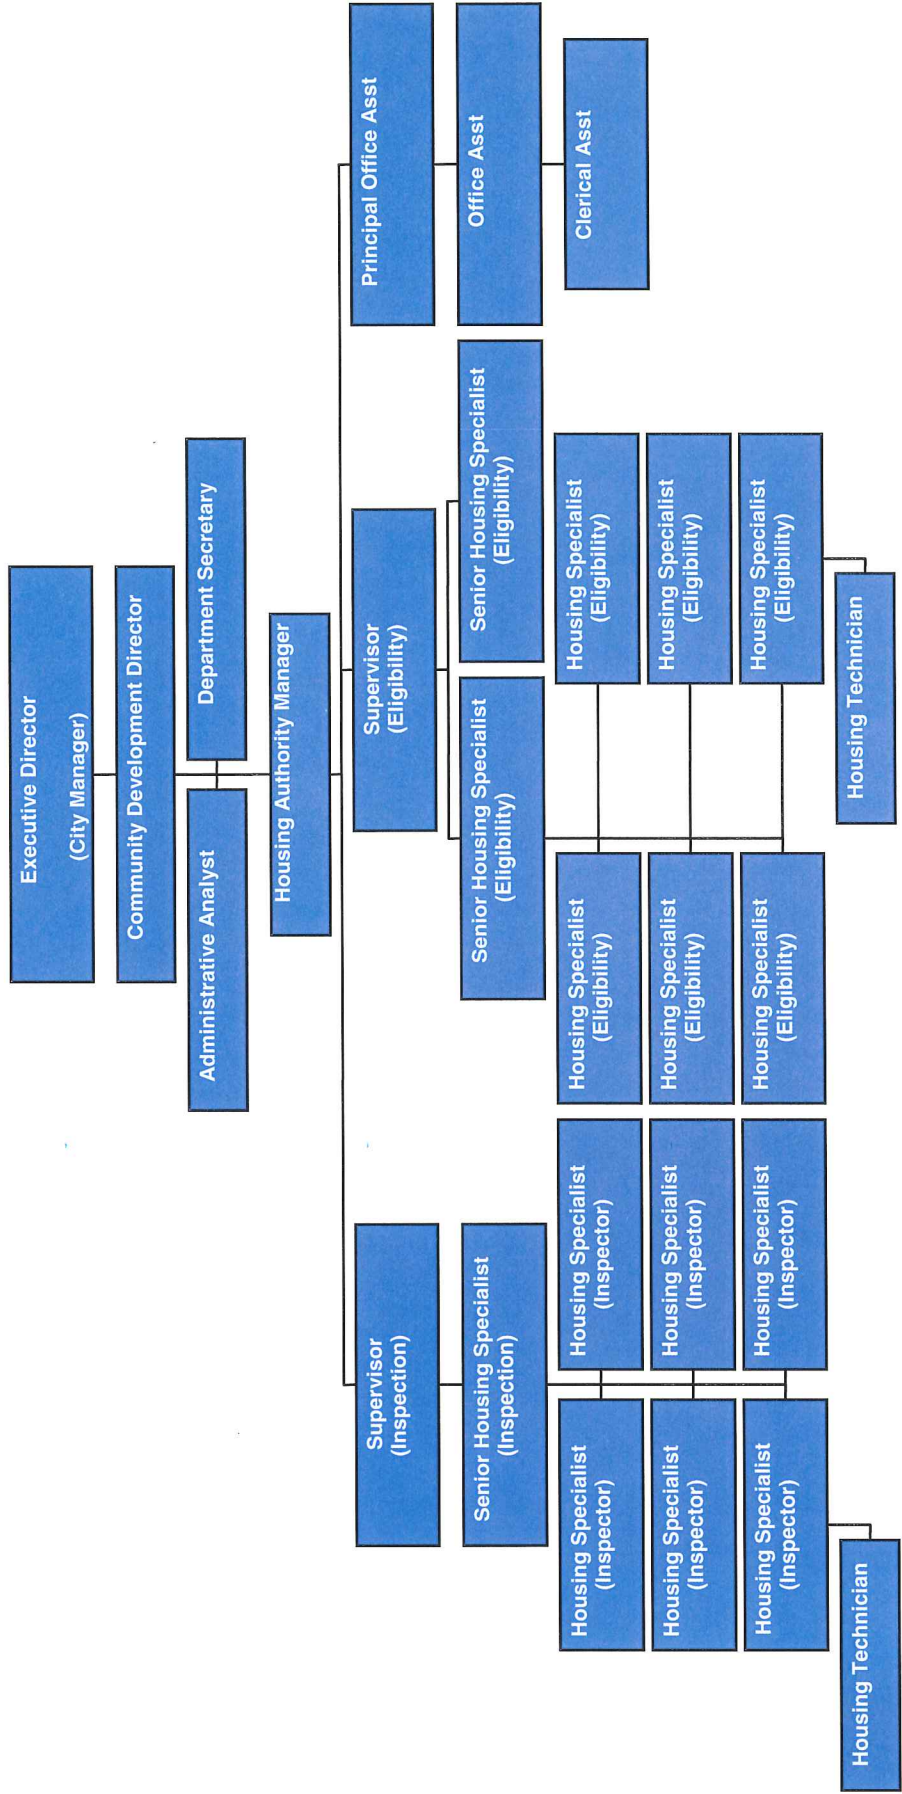 Executive Director
(City Manager)
Community Development Director
Administrative Analyst
Department Secretary
Housing Authority Manager
Supervisor
(Inspection)
Supervisor
(Eligibility)
Principal Office Asst
Senior Housing Specialist
(Inspection)
Senior Housing Specialist
(Eligibility)
Senior Housing Specialist
(Eligibility)
Office Asst
Housing Specialist
(Inspector)
Housing Specialist
(Inspector)
Housing Specialist
(Eligibility)
Housing Specialist
(Eligibility)
Clerical Asst
Housing Specialist
(Inspector)
Housing Specialist
(Inspector)
Housing Specialist
(Eligibility)
Housing Specialist
(Eligibility)
Housing Specialist
(Inspector)
Housing Specialist
(Inspector)
Housing Specialist
(Eligibility)
Housing Specialist
(Eligibility)
Housing Technician
Housing Technician